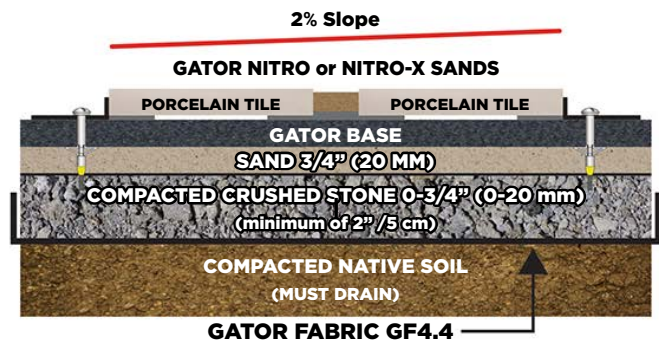 2% Slope
GATOR NITRO or NITRO-X SANDS
PORCELAIN TILE PORCELAIN TILE
GATOR BASE
SAND 3/4” (20 MM)
COMPACTED CRUSHED STONE 0-3/4” (0-20 mm)
(minimum of 2” /5 cm)
COMPACTED NATIVE SOIL
(MUST DRAIN)
GATOR FABRIC GF4.4